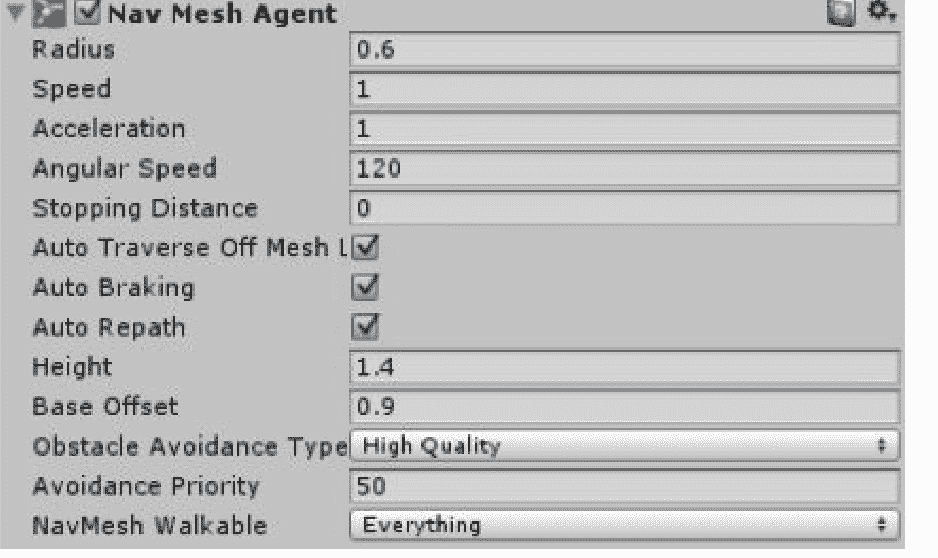 Nav Mesh Agent
Radius 0.6
Speed 1
Acceleration 1
Angular Speed 120
Stopping Distance 0
Auto Traverse Off Mesh L
Auto Braking
Auto Repath
Height 1.4
Base Offset 0.9
Obstacle Avoidance Type High Quality
Avoidance Priority 50
NavMesh Walkable Everything